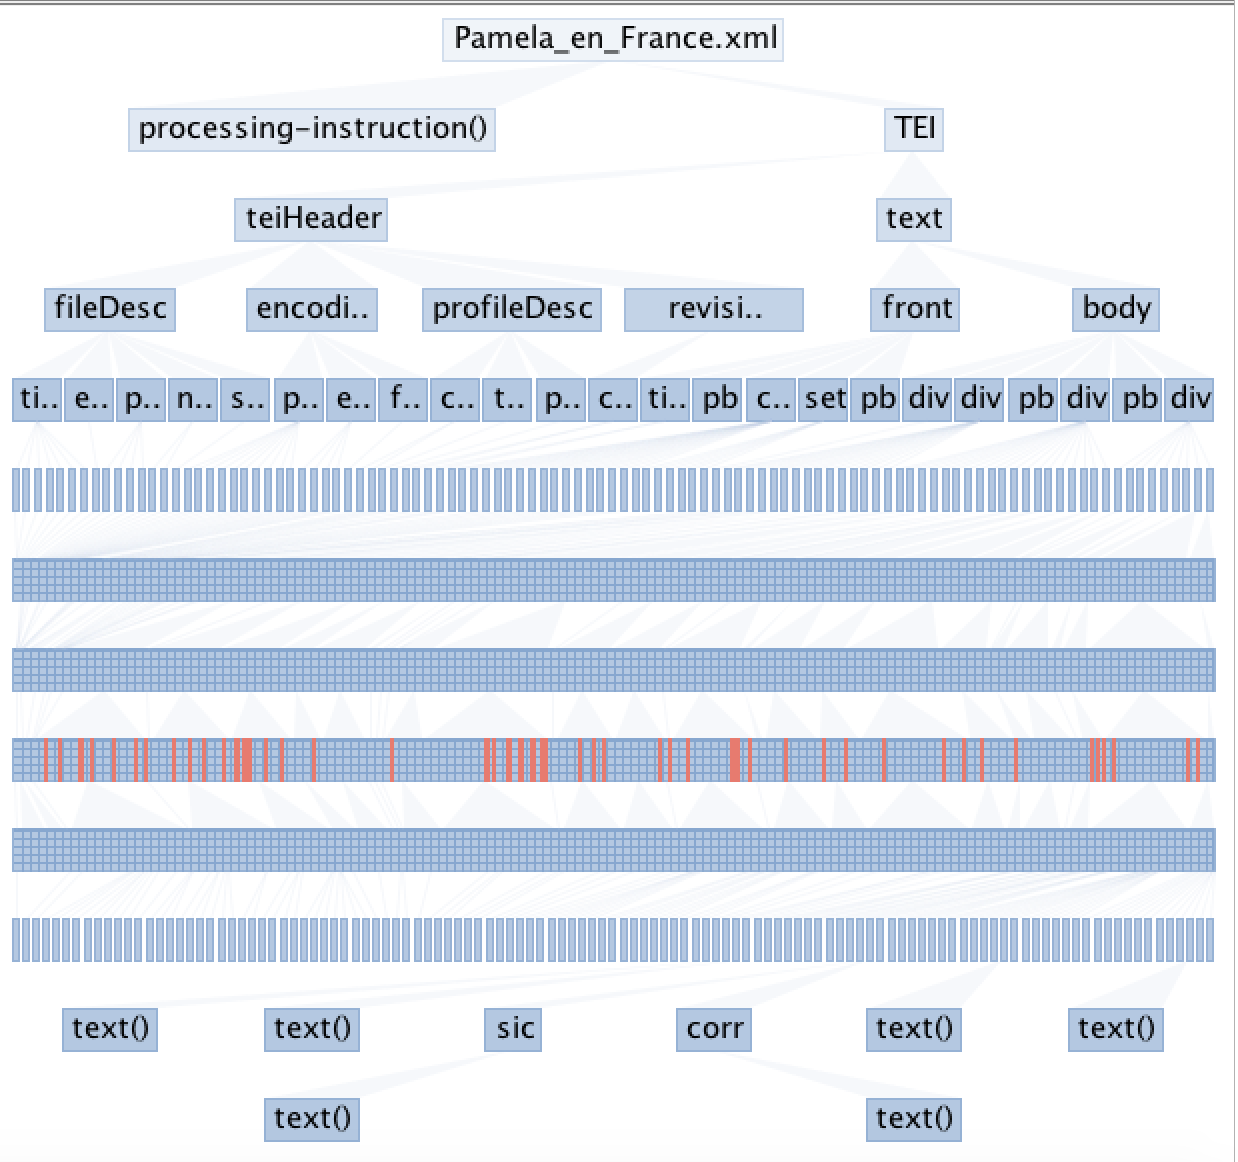 Pamela_en_France.xml
processing-instruction() TEI
teiHeader text
fileDesc encodi.. profileDesc revisi.. front body
ti.. e.. p.. n.. s.. p.. e.. f.. c.. t.. p.. c.. ti.. pb c.. set pb div div pb div pb div
text() text() sic corr text() text()
text() text()